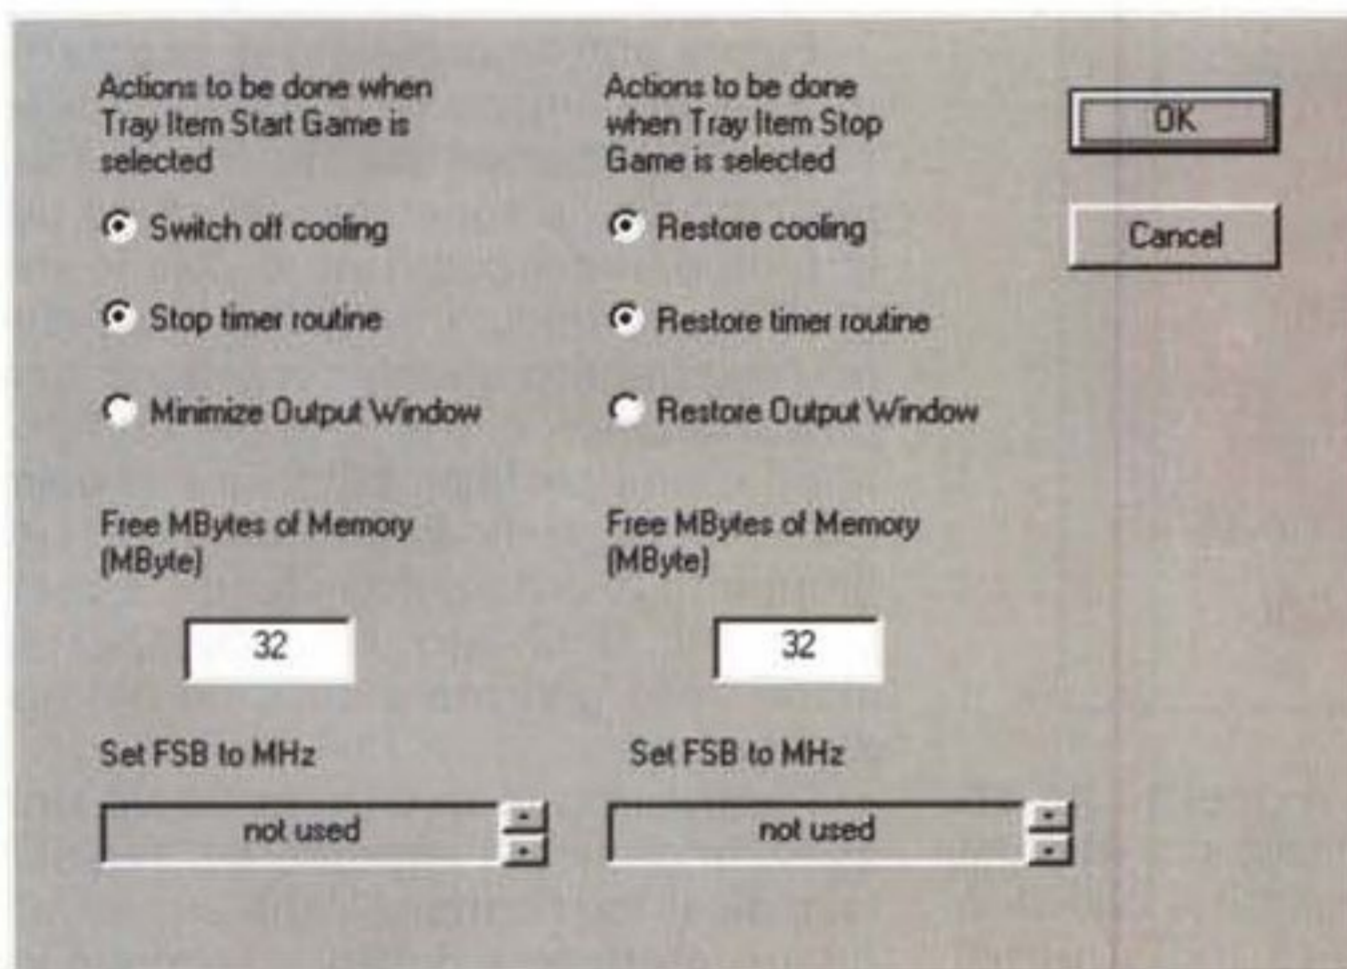 Actions to be done when
Tray Item Start Game is
selected
Switch off cooling
Stop timer routine
Minimize Output Window
Free MBytes of Memory
(MByte)
32
Set FSB to MHz
not used
Actions to be done
when Tray Item Stop
Game is selected
Restore cooling
Restore timer routine
Restore Output Window
Free MBytes of Memory
(MByte)
32
Set FSB to MHz
not used
OK
Cancel